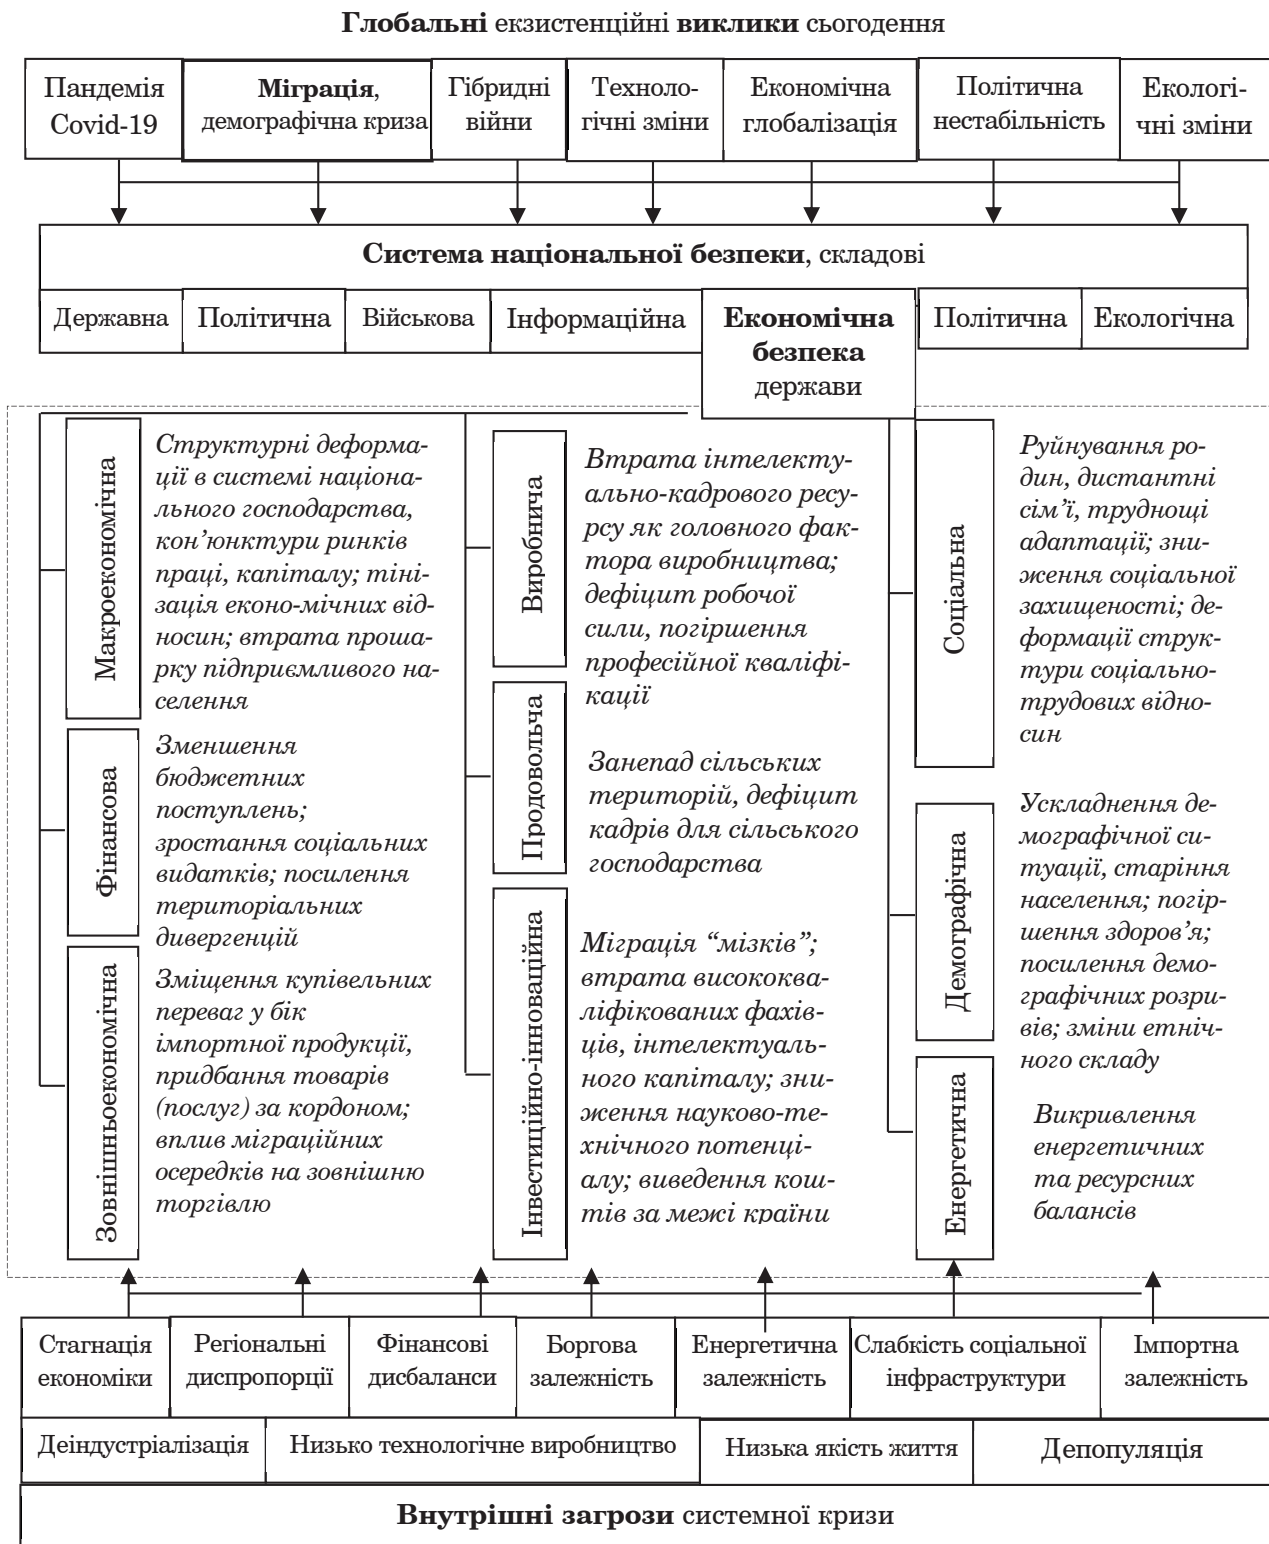 Глобальні екзистенційні виклики сьогодення
Пандемія
Covid-19
Міграція,
демографічна криза
Гібридні
війни
Техноло-
гічні зміни
Економічна
глобалізація
Політична
нестабільність
Екологі-
чні зміни
Система національної безпеки, складові
Державна
Політична
Військова
Інформаційна
Економічна
безпека
держави
Політична
Екологічна
Макроекономічна
Структурні деформа-
ції в системі націона-
льного господарства,
кон’юнктури ринків
праці, капіталу; тіні-
зація еконо-мічних від-
носин; втрата проша-
рку підприємливого на-
селення
Фінансова
Зменшення
бюджетних
поступлень;
зростання соціальних
видатків; посилення
територіальних
дивергенцій
Зовнішньоекономічна
Зміщення купівельних
переваг у бік
імпортної продукції,
придбання товарів
(послуг) за кордоном;
вплив міграційних
осередків на зовнішню
торгівлю
Виробнича
Втрата інтелекту-
ально-кадрового ресу-
рсу як головного фак-
тора виробництва;
дефіцит робочої
сили, погіршення
професійної кваліфі-
кації
Продовольча
Занепад сільських
територій, дефіцит
кадрів для сільського
господарства
Інвестиційно-інноваційна
Міграція “мізків”;
втрата висококва-
ліфікованих фахів-
ців, інтелектуаль-
ного капіталу; зни-
ження науково-те-
хнічного потенці-
алу; виведення кош-
тів за межі країни
Соціальна
Руйнування ро-
дин, дистантні
сім’ї, труднощі
адаптації; зни-
ження соціальної
захищеності; де-
формації струк-
тури соціально-
трудових відно-
син
Демографічна
Ускладнення де-
мографічної си-
туації, старіння
населення; погір-
шення здоров’я;
посилення демо-
графічних розри-
вів; зміни етніч-
ного складу
Енергетична
Викривлення
енергетичних
та ресурсних
балансів
Стагнація
економіки
Регіональні
диспропорції
Фінансові
дисбаланси
Боргова
залежність
Енергетична
залежність
Слабкість соціальної
інфраструктури
Імпортна
залежність
Деіндустріалізація
Низько технологічне виробництво
Низька якість життя
Депопуляція
Внутрішні загрози системної кризи